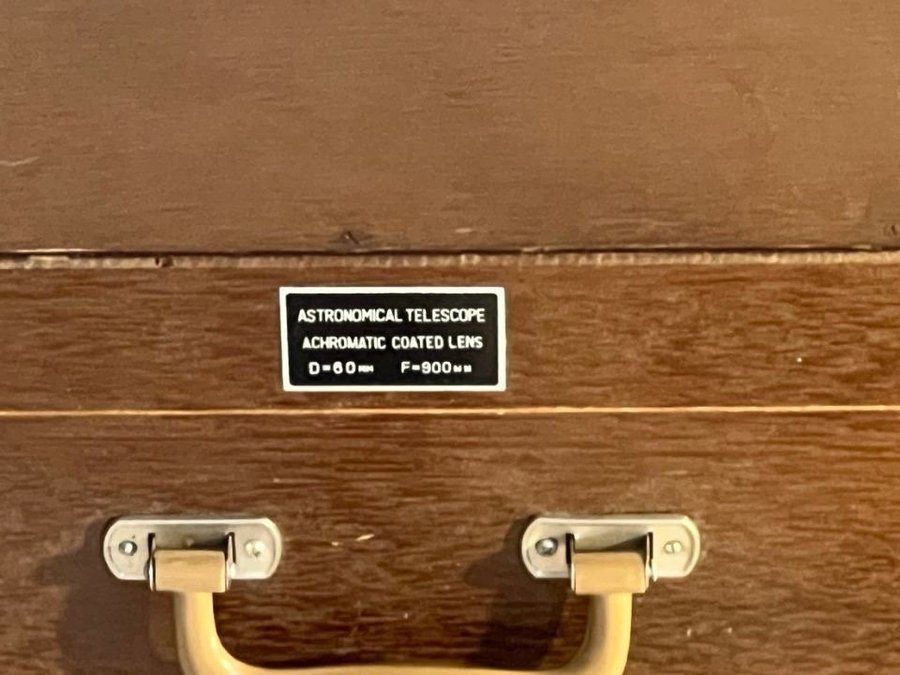 ASTRONOMICAL TELESCOPE
ACHROMATIC COATED LENS
D=60MM F=900MM